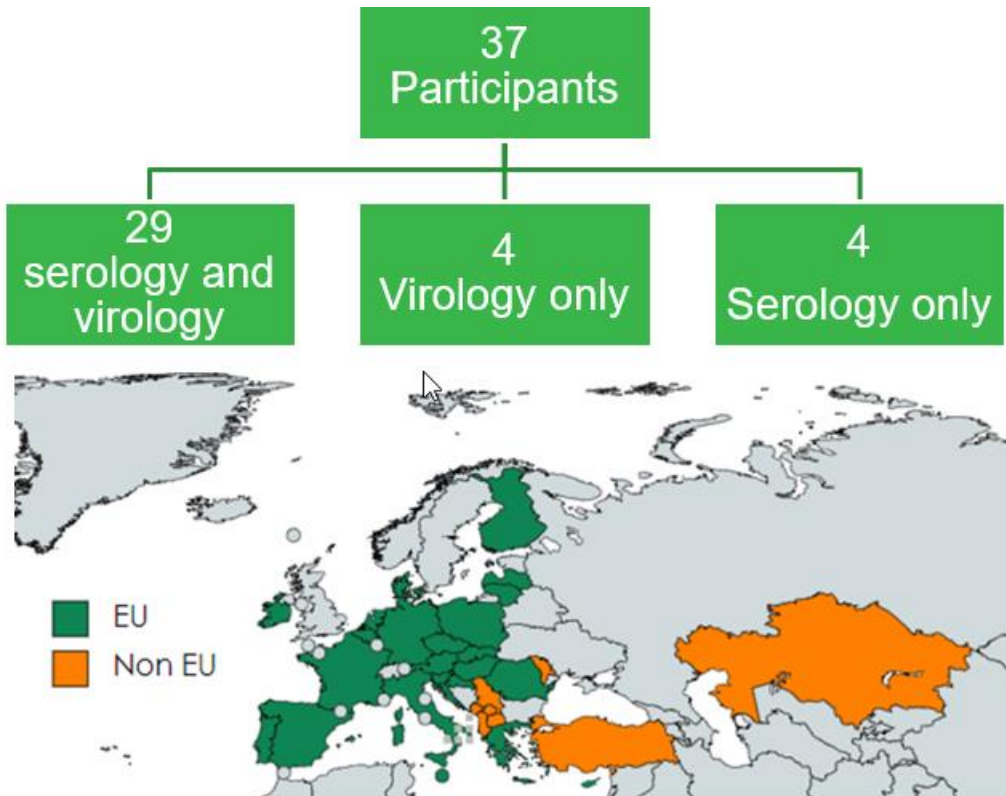 37
Participants
29
serology and
virology
4
Virology only
4
Serology only
EU
Non EU